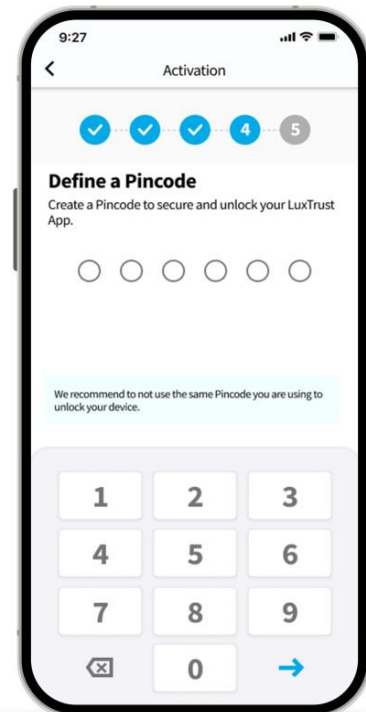 9:27
Activation
4 5
Define a Pincode
Create a Pincode to secure and unlock your LuxTrust
App.
We recommend to not use the same Pincode you are using to
unlock your device.
1 2 3
4 5 6
7 8 9
0